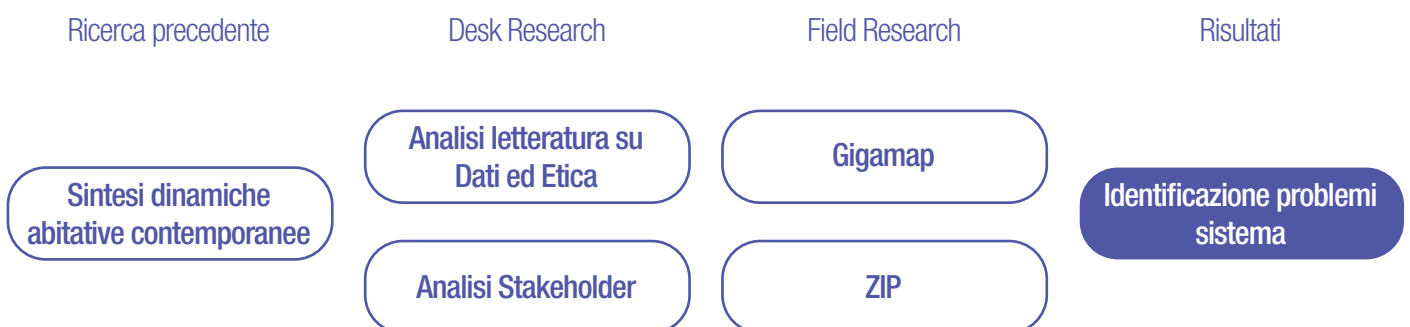 Ricerca precedente
Desk Research
Field Research
Risultati
Sintesi dinamiche
abitative contemporanee
Analisi letteratura su
Dati ed Etica
Analisi Stakeholder
Gigamap
ZIP
Identificazione problemi
sistema